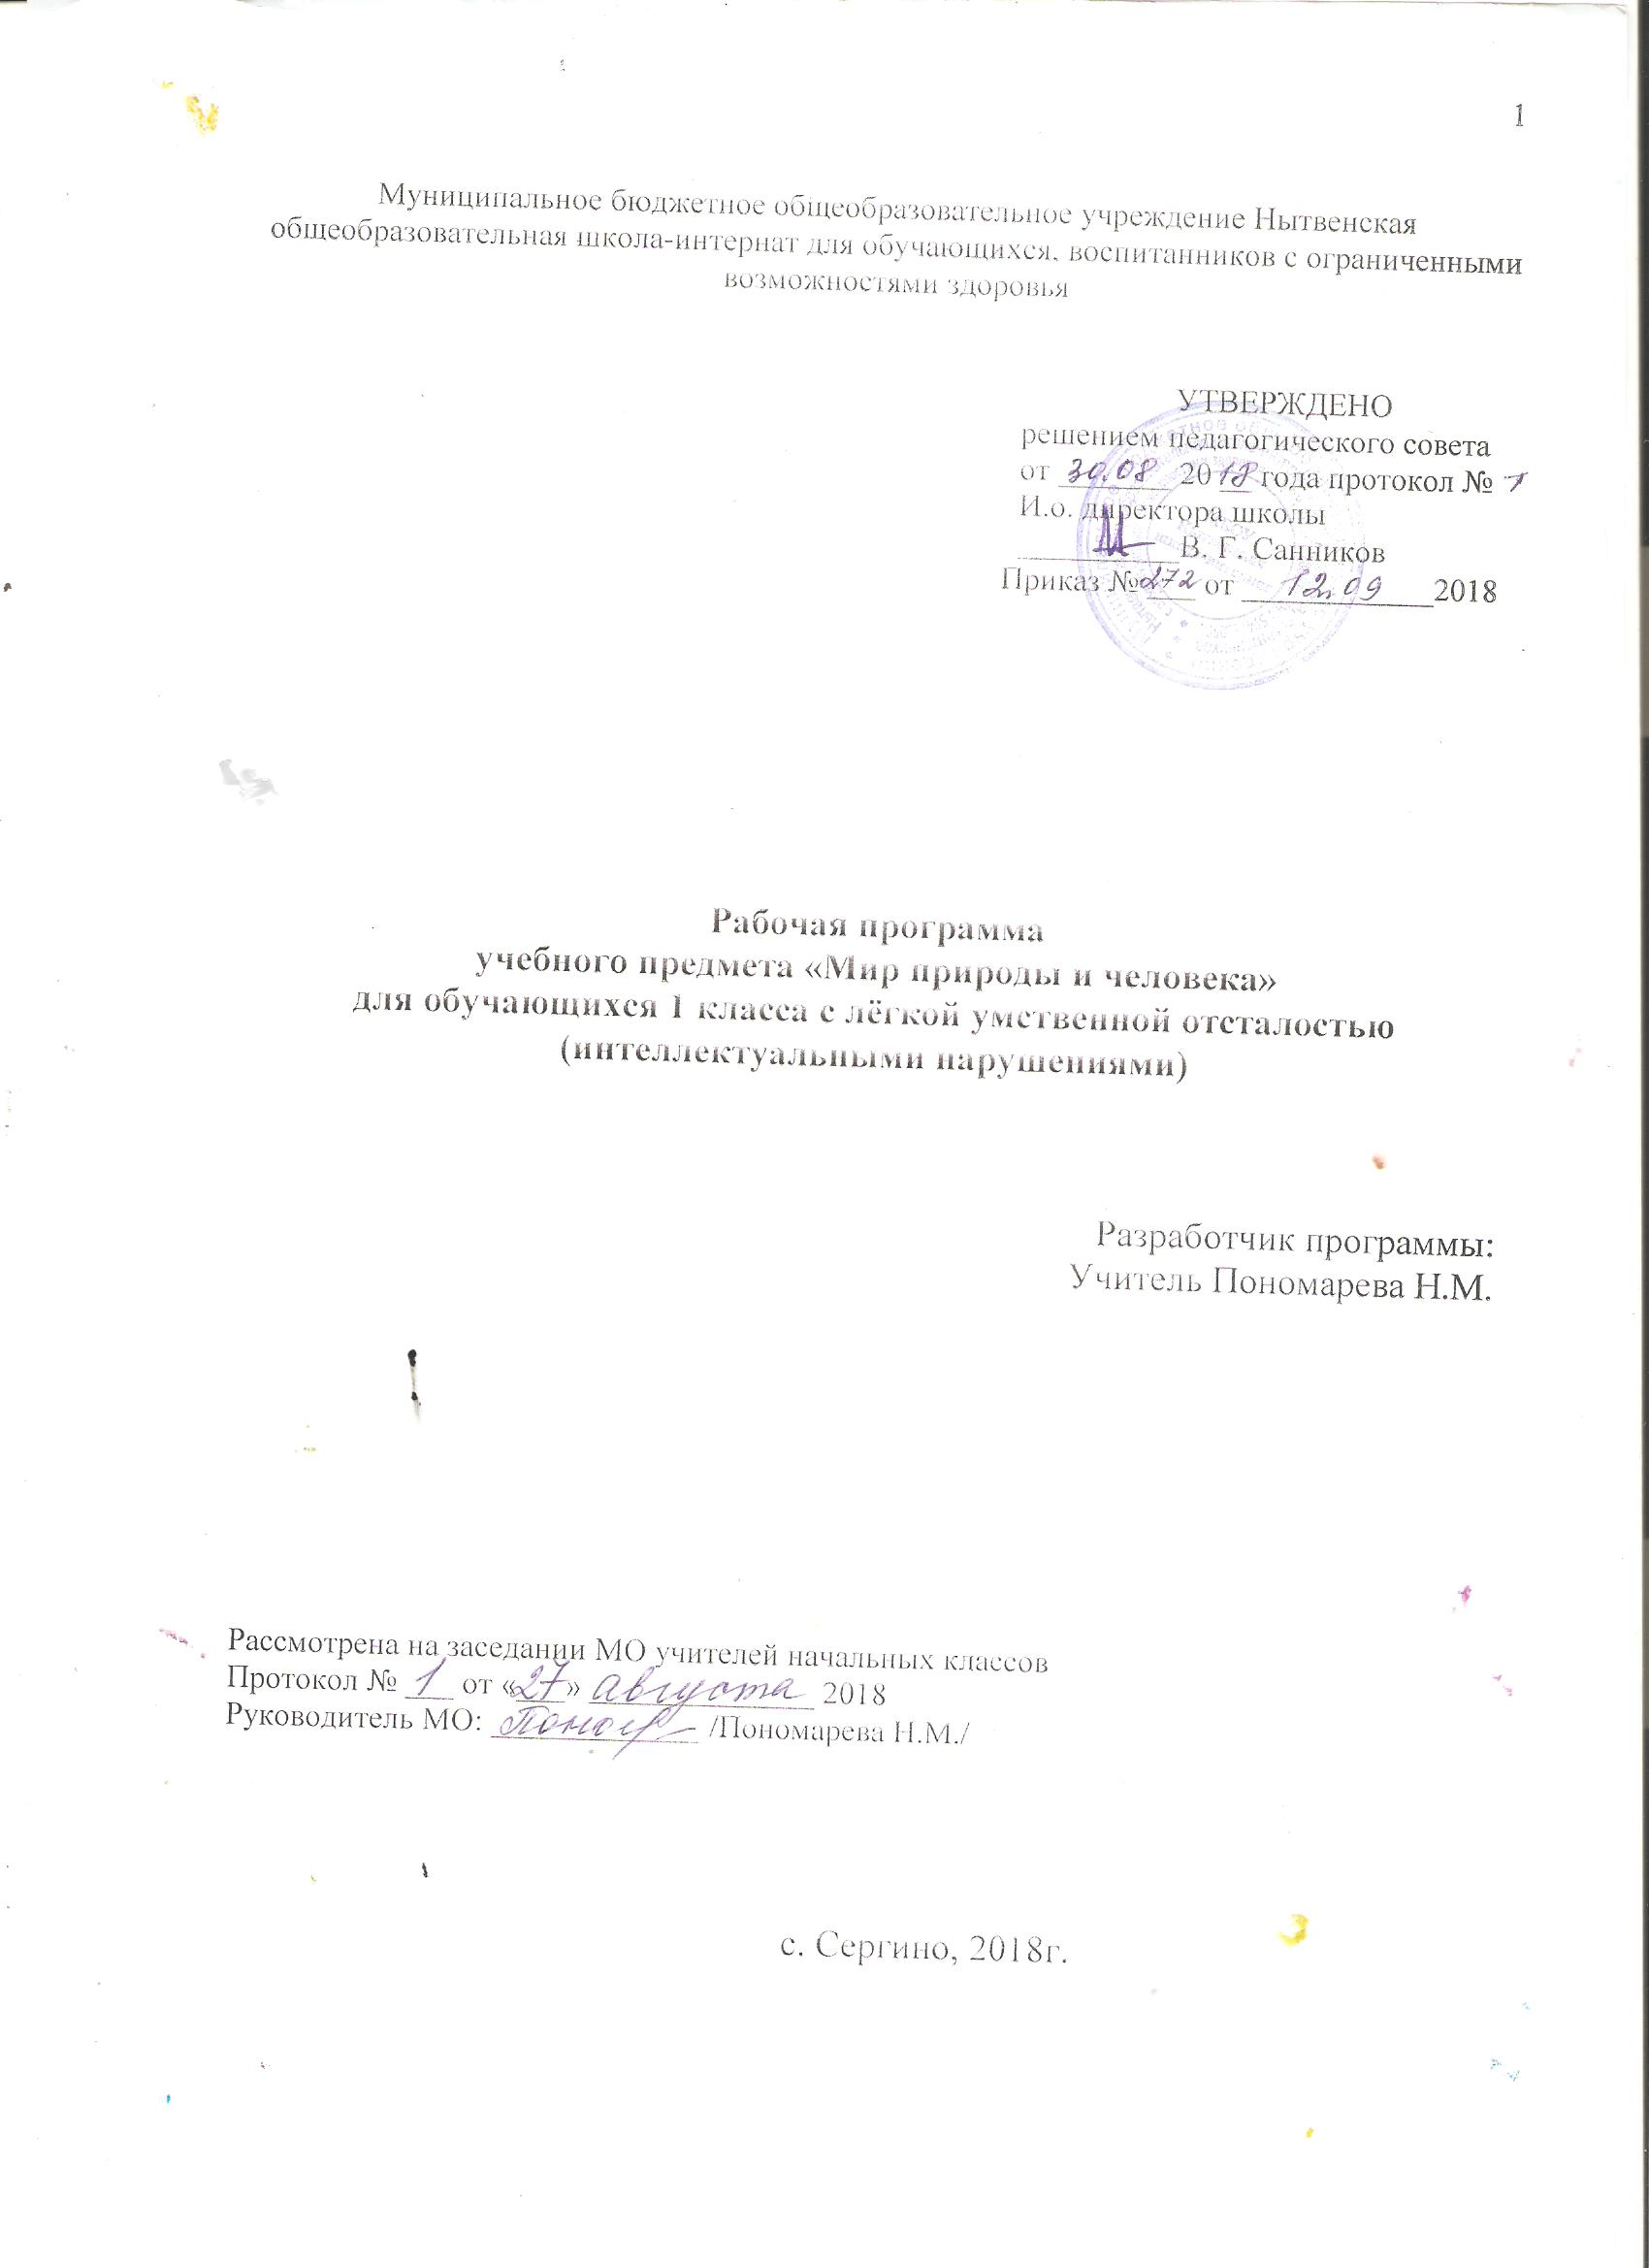 1
Муниципальное бюджетное общеобразовательное учреждение Нытвенская
общеобразовательная школа-интернат для обучающихся, воспитанников с ограниченными
возможностями здоровья
УТВЕРЖДЕНО
решением педагогического совета
от 30.08 2018 года протокол № 1
И.о. директора школы
В. Г. Санников
Приказ № 272 от 12.09 2018
Рабочая программа
учебного предмета «Мир природы и человека»
для обучающихся 1 класса с лёгкой умственной отсталостью
(интеллектуальными нарушениями)
Разработчик программы:
Учитель Пономарева Н.М.
Рассмотрена на заседании МО учителей начальных классов
Протокол № 1 от «27» августа 2018
Руководитель МО: /Пономарева Н.М./
с. Сергино, 2018г.